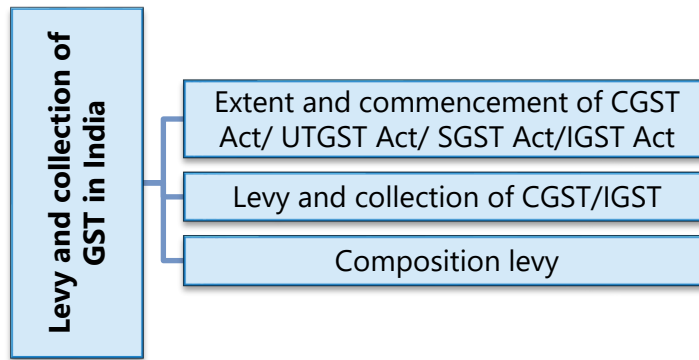 Levy and collection of
GST in India
Extent and commencement of CGST
Act/ UTGST Act/ SGST Act/IGST Act
Levy and collection of CGST/IGST
Composition levy